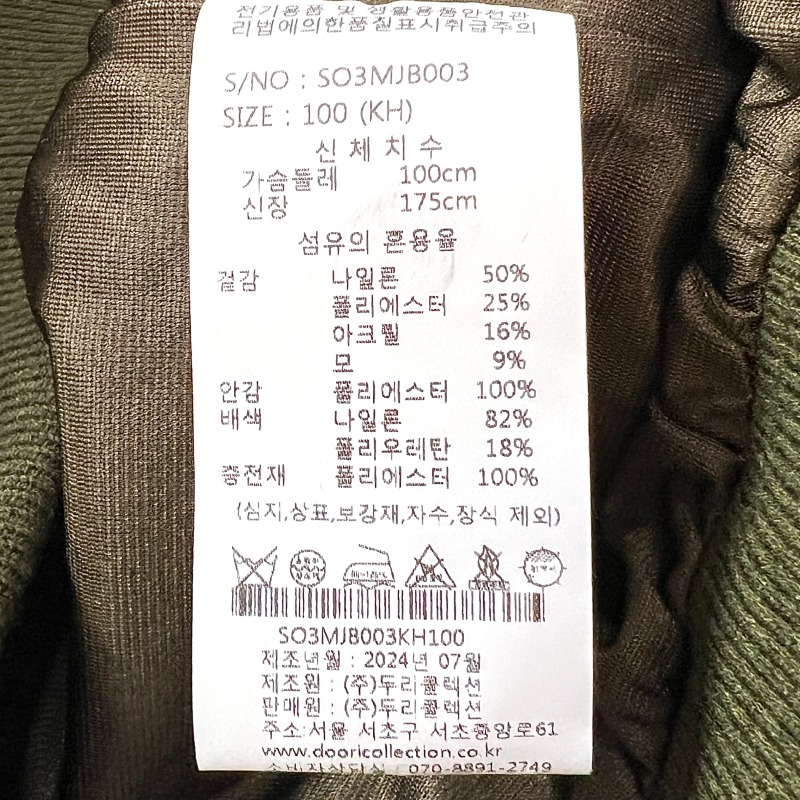 전기용품 및 생활용품안전관
리법에의한품질표시취급주의
S/NO : SO3MJB003
SIZE : 100 (KH)
신 체 치 수
가슴둘레 100cm
신장 175cm
섬유의 혼용율
겉감 나일론 50%
폴리에스터 25%
아크릴 16%
모 9%
안감 폴리에스터 100%
배색 나일론 82%
폴리우레탄 18%
충전재 폴리에스터 100%
(심지,상표,보강재,자수,장식 제외)
SO3MJB003KH100
제조년월 : 2024년 07월
제조원 : (주)두리콜렉션
판매원 : (주)두리콜렉션
주소:서울 서초구 서초중앙로61
www.dooricollection.co.kr
소비자상담실 070-8891-2749